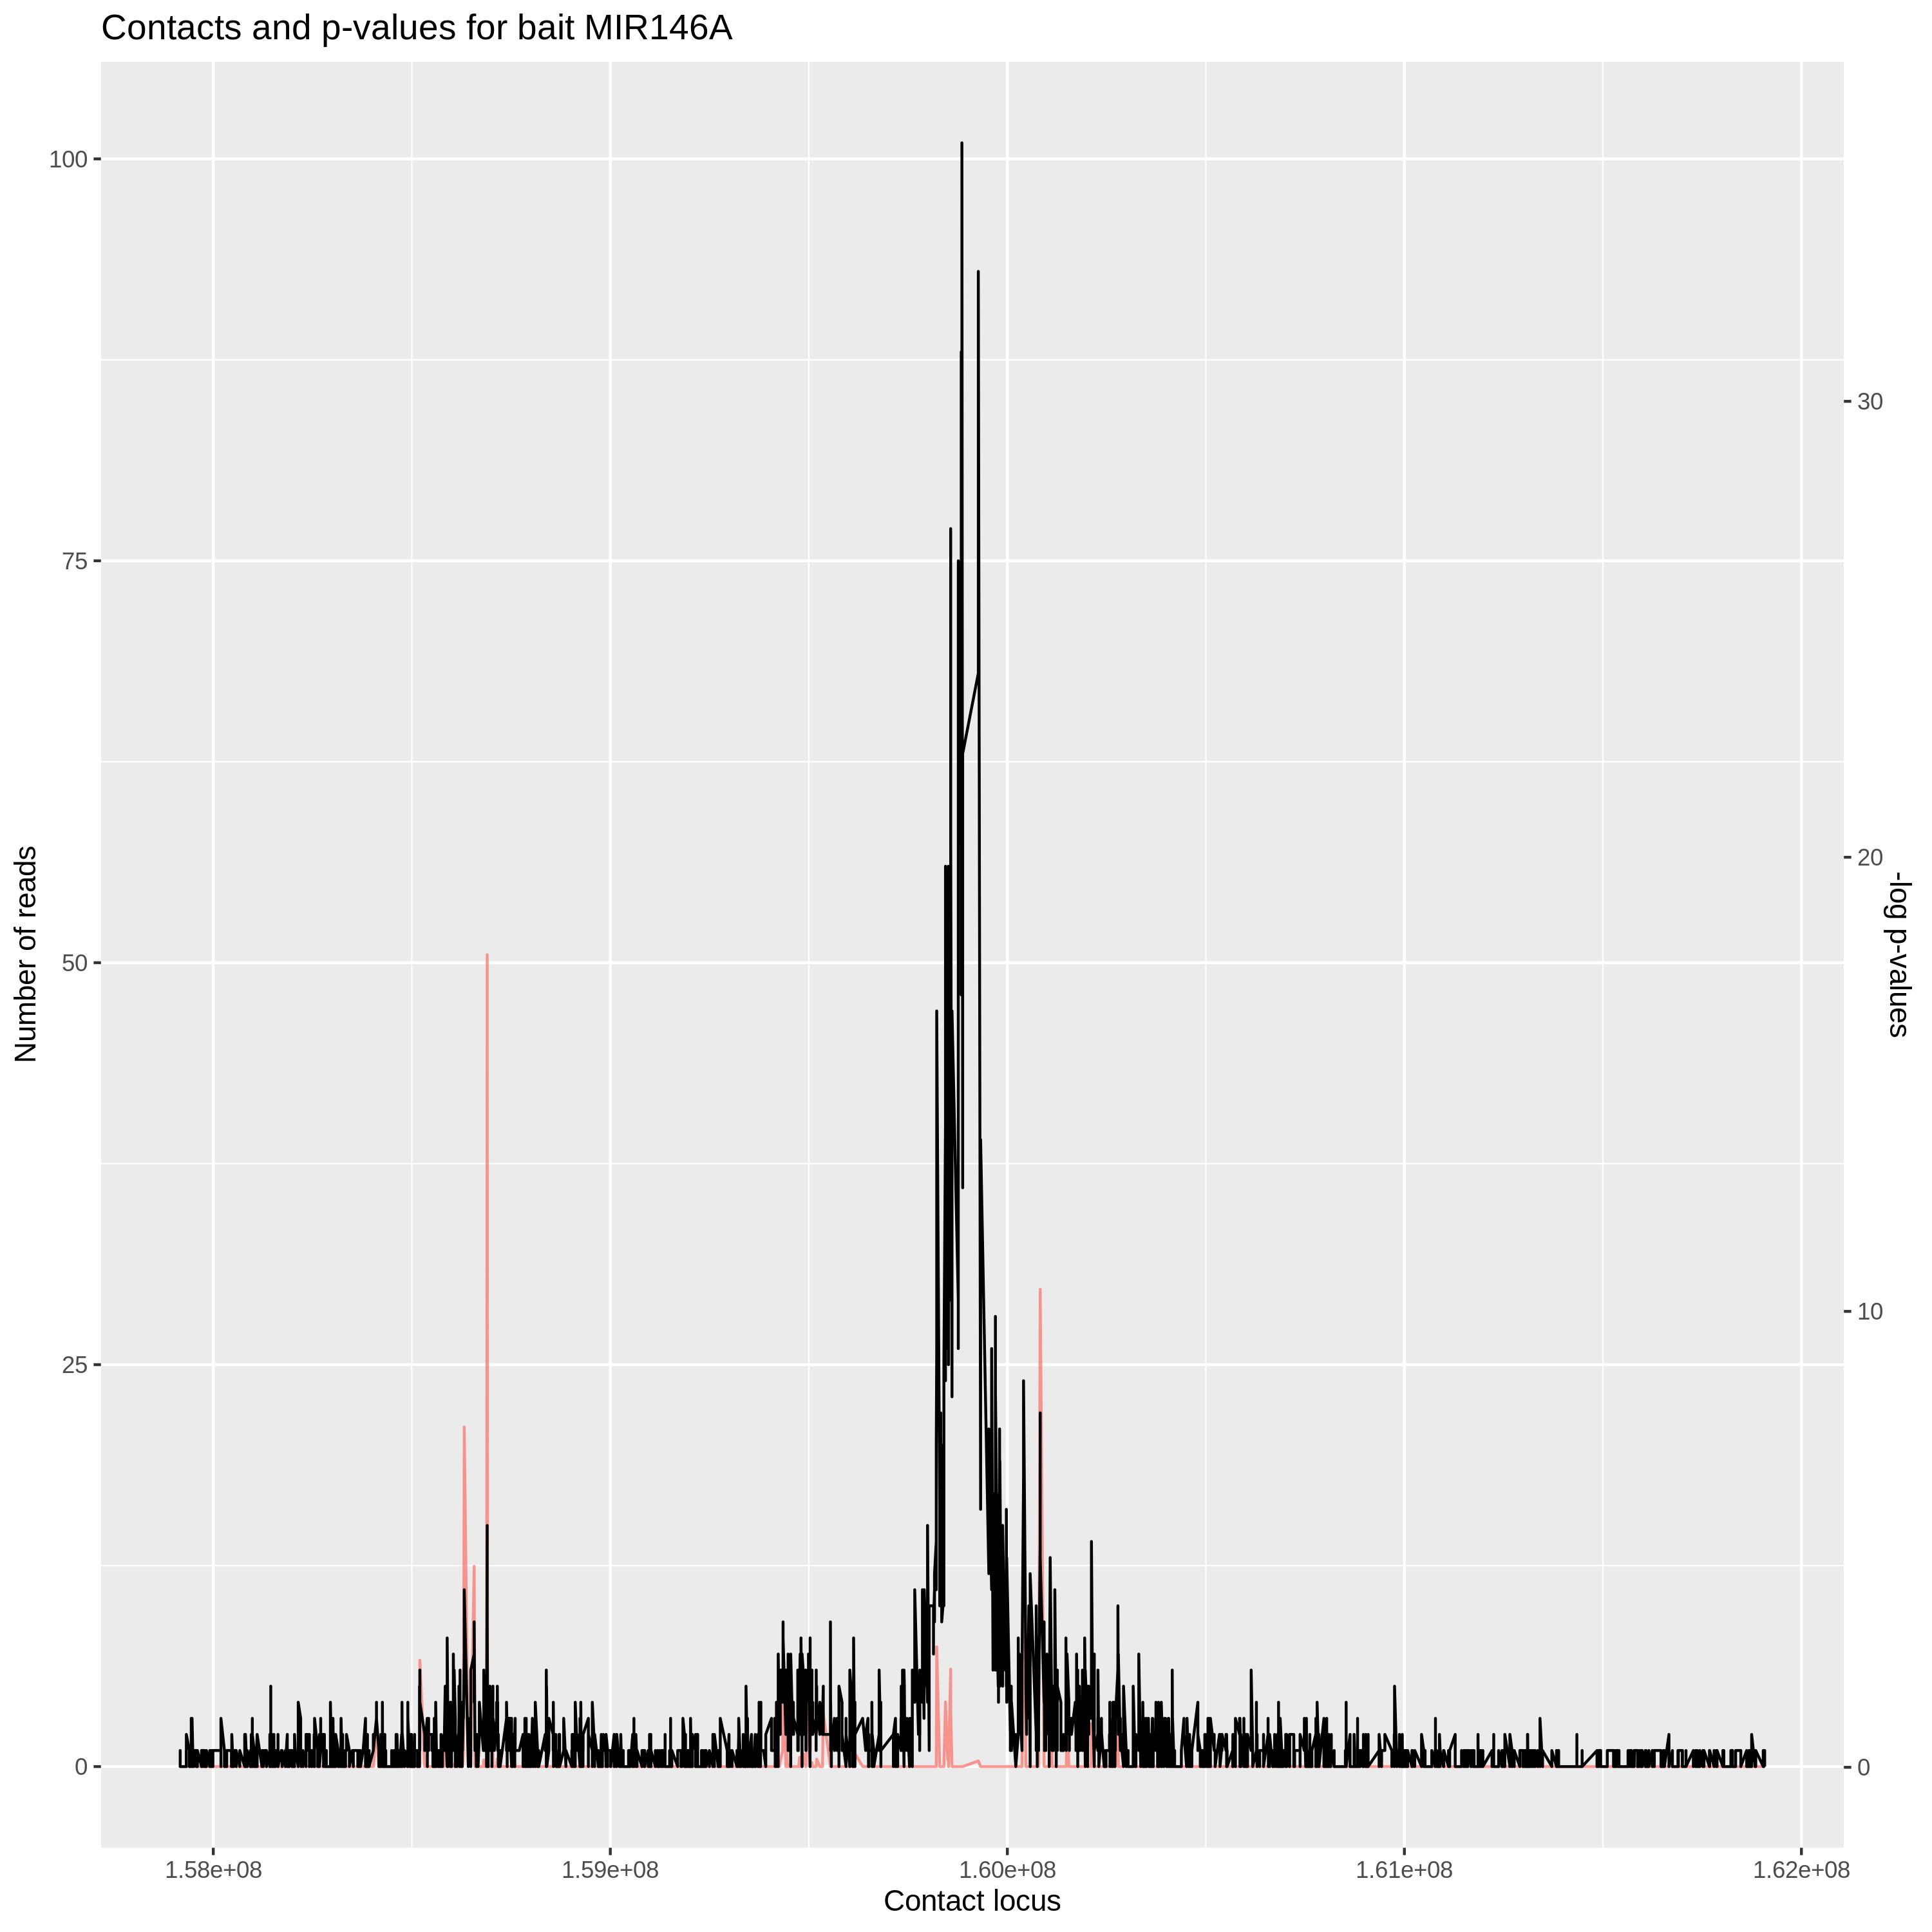 Contacts and p-values for bait MIR146A
100
75
50
25
0
Number of reads
30
20
10
0
-log p-values
1.58e+08
1.59e+08
1.60e+08
1.61e+08
1.62e+08
Contact locus